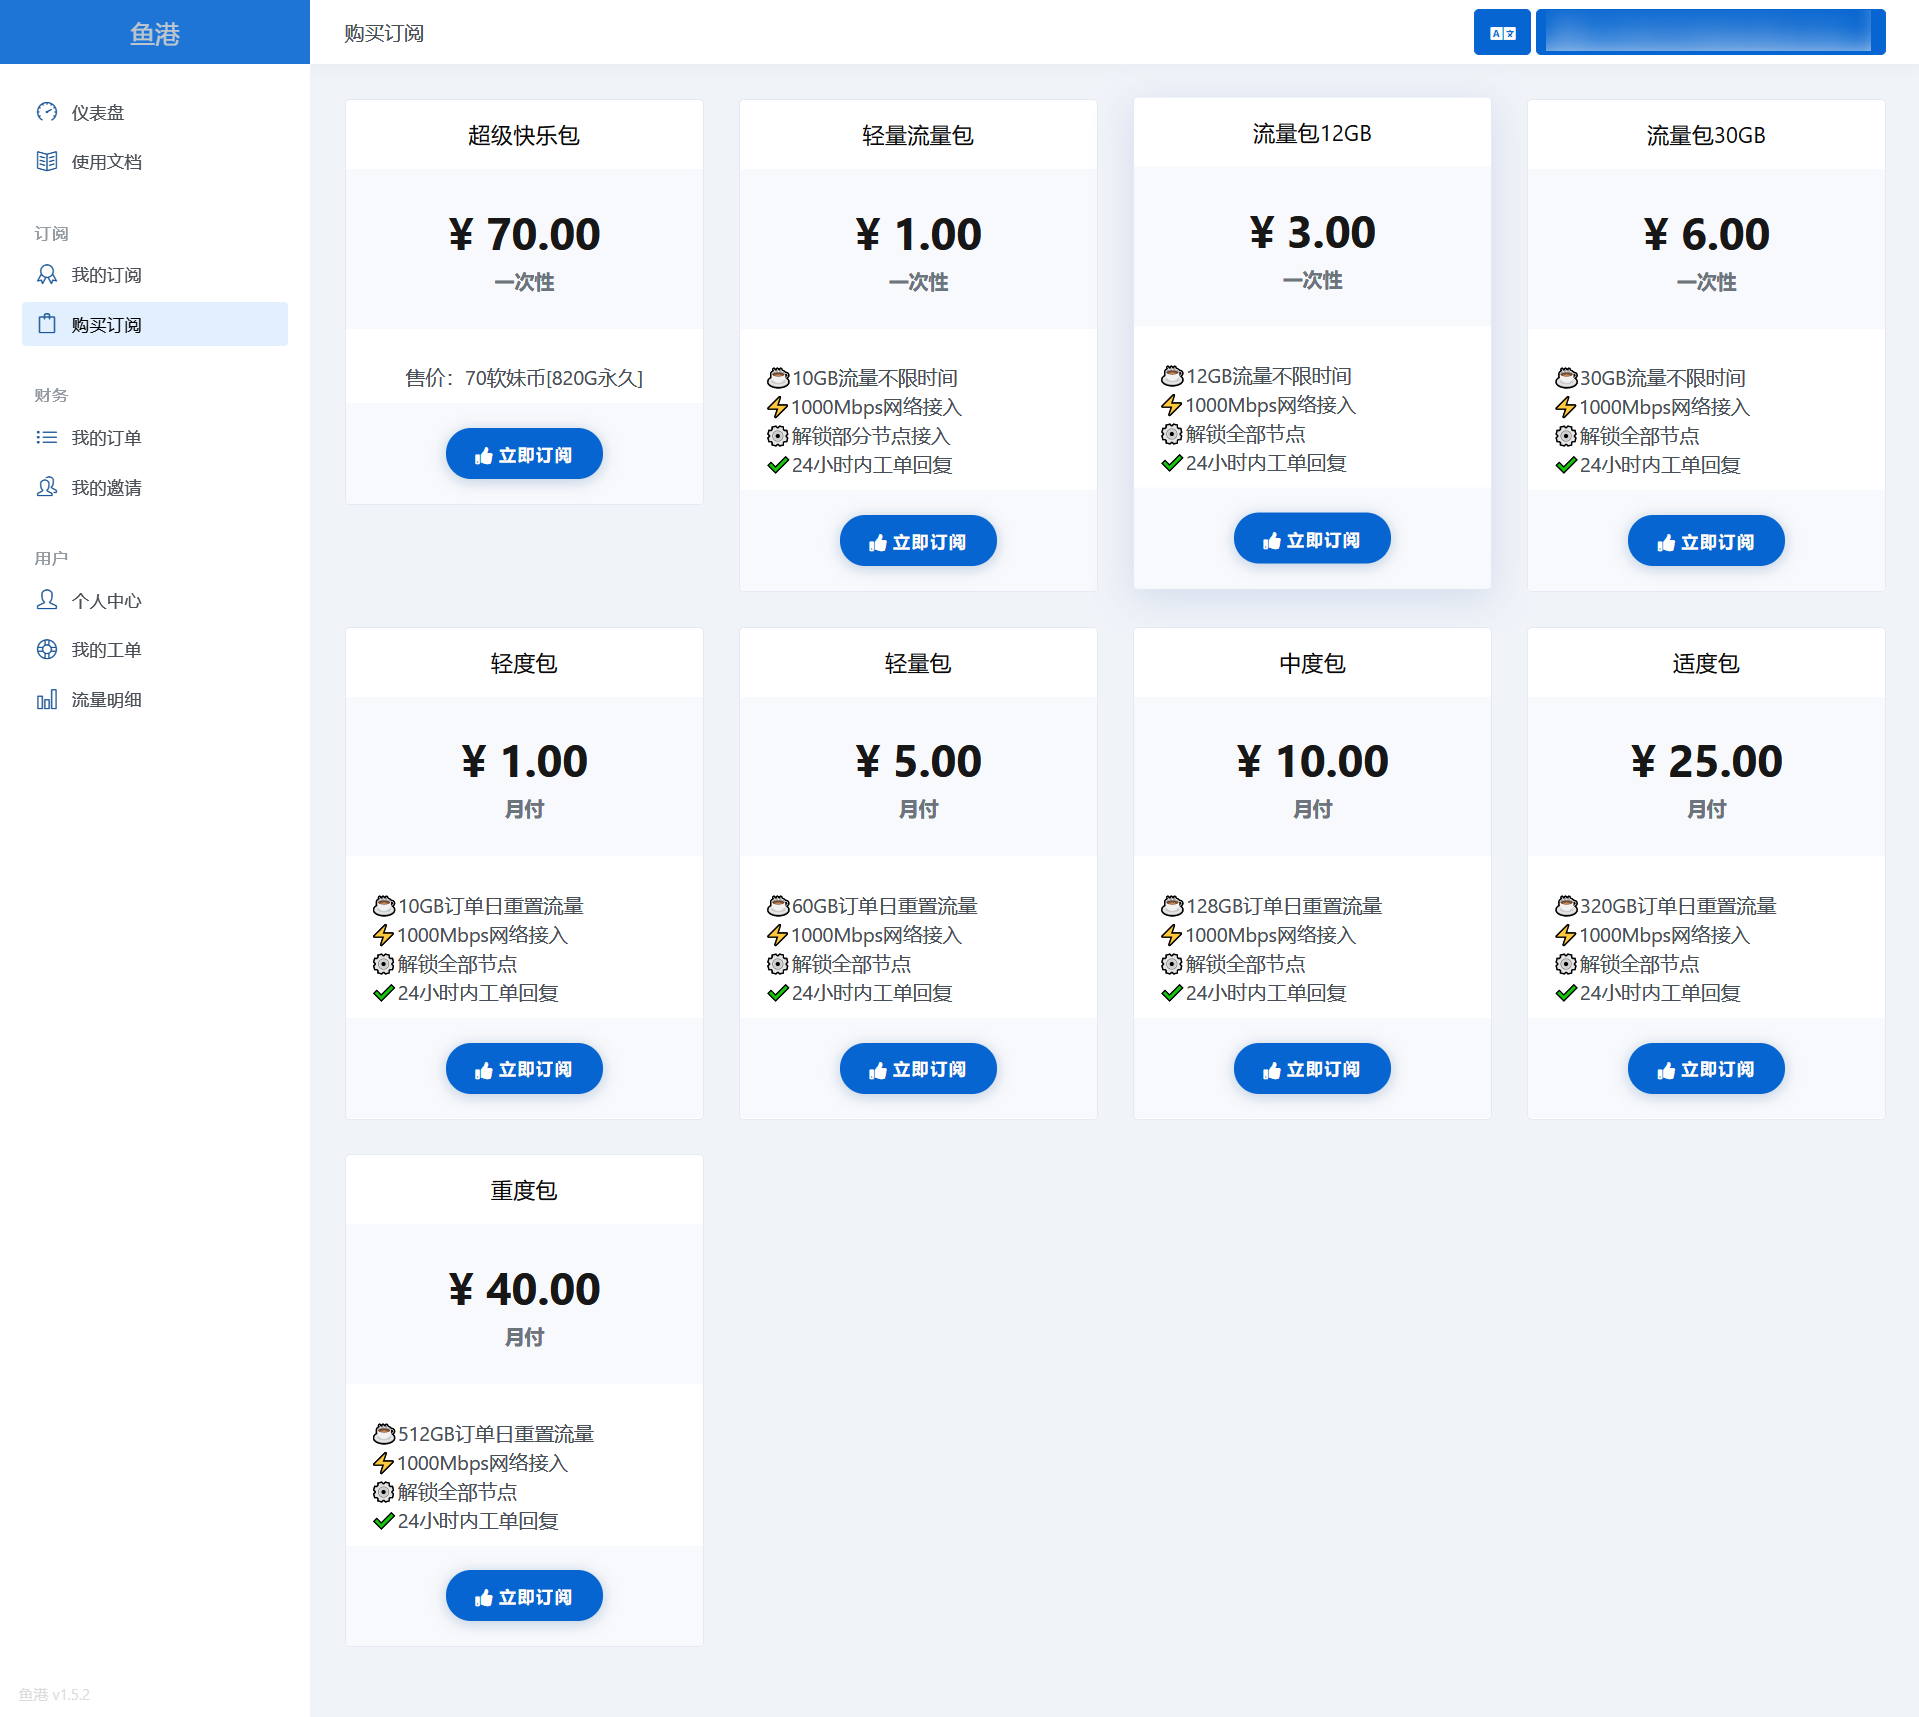 鱼港
购买订阅
仪表盘
使用文档
订阅
我的订阅
购买订阅
财务
我的订单
我的邀请
用户
个人中心
我的工单
流量明细
鱼港 v1.5.2
超级快乐包
¥ 70.00
一次性
售价：70软妹币[820G永久]
立即订阅
轻量流量包
¥ 1.00
一次性
☕10GB流量不限时间
⚡1000Mbps网络接入
⚙解锁部分节点接入
✔24小时内工单回复
立即订阅
流量包12GB
¥ 3.00
一次性
☕12GB流量不限时间
⚡1000Mbps网络接入
⚙解锁全部节点
✔24小时内工单回复
立即订阅
流量包30GB
¥ 6.00
一次性
☕30GB流量不限时间
⚡1000Mbps网络接入
⚙解锁全部节点
✔24小时内工单回复
立即订阅
轻度包
¥ 1.00
月付
☕10GB订单日重置流量
⚡1000Mbps网络接入
⚙解锁全部节点
✔24小时内工单回复
立即订阅
轻量包
¥ 5.00
月付
☕60GB订单日重置流量
⚡1000Mbps网络接入
⚙解锁全部节点
✔24小时内工单回复
立即订阅
中度包
¥ 10.00
月付
☕128GB订单日重置流量
⚡1000Mbps网络接入
⚙解锁全部节点
✔24小时内工单回复
立即订阅
适度包
¥ 25.00
月付
☕320GB订单日重置流量
⚡1000Mbps网络接入
⚙解锁全部节点
✔24小时内工单回复
立即订阅
重度包
¥ 40.00
月付
☕512GB订单日重置流量
⚡1000Mbps网络接入
⚙解锁全部节点
✔24小时内工单回复
立即订阅